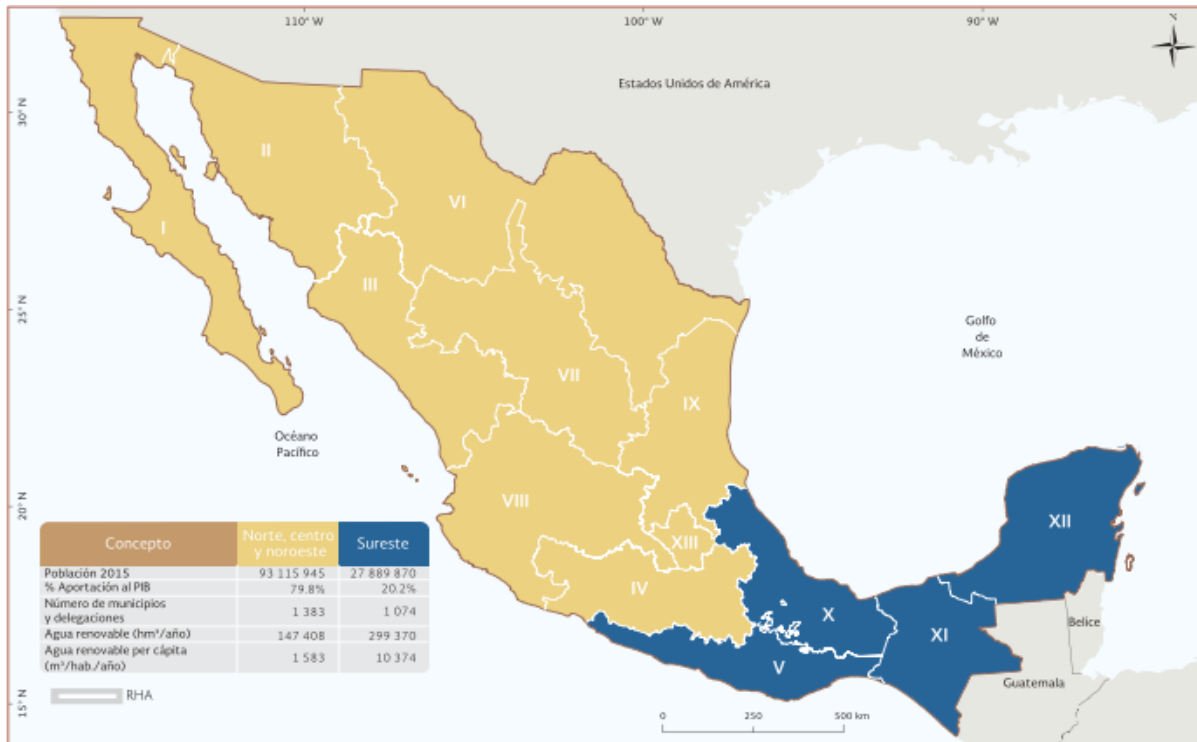 110° W 100° W 90° W
N
Estados Unidos de América
30° N
II
VI
I
III
25° N
Golfo
de
México
VII
IX
Océano
Pacífico
20° N
VIII
XII
XIII
Concepto Norte, centro y noroeste Sureste
Población 2015 93 115 945 27 889 870
% Aportación al PIB 79.8% 20.2%
Número de municipios
y delegaciones 1 383 1 074
Agua renovable (hm³/año) 147 408 299 370
Agua renovable per cápita
(m³/hab./año) 1 583 10 374
IV
X
XI
Belice
V
Guatemala
RHA
15° N
0 250 500 km